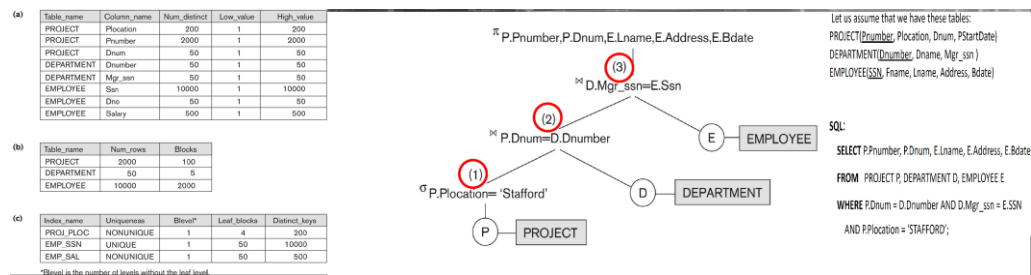 (a)
Table_name Column_name Num_distinct Low_value High_value
PROJECT Plocation 200 1 200
PROJECT Pnumber 2000 1 2000
PROJECT Dnum 50 1 50
DEPARTMENT Dnumber 50 1 50
DEPARTMENT Mgr_ssn 50 1 50
EMPLOYEE Ssn 10000 1 10000
EMPLOYEE Dno 50 1 50
EMPLOYEE Salary 500 1 500
(b)
Table_name Num_rows Blocks
PROJECT 2000 100
DEPARTMENT 50 5
EMPLOYEE 10000 2000
(c)
Index_name Uniqueness Blevel* Leaf_blocks Distinct_keys
PROJ_PLOC NONUNIQUE 1 4 200
EMP_SSN UNIQUE 1 50 10000
EMP_SAL NONUNIQUE 1 50 500
*Blevel is the number of levels without the leaf level.
π P.Pnumber,P.Dnum,E.Lname,E.Address,E.Bdate
(3)
⋈ D.Mgr_ssn=E.Ssn
(2)
⋈ P.Dnum=D.Dnumber
E EMPLOYEE
(1)
σ P.Plocation= 'Stafford'
D DEPARTMENT
P PROJECT
Let us assume that we have these tables:
PROJECT(Pnumber, Plocation, Dnum, PStartDate)
DEPARTMENT(Dnumber, Dname, Mgr_ssn )
EMPLOYEE(SSN, Fname, Lname, Address, Bdate)
SQL:
SELECT P.Pnumber, P.Dnum, E.Lname, E.Address, E.Bdate
FROM PROJECT P, DEPARTMENT D, EMPLOYEE E
WHERE P.Dnum = D.Dnumber AND D.Mgr_ssn = E.SSN
AND P.Plocation = 'STAFFORD';